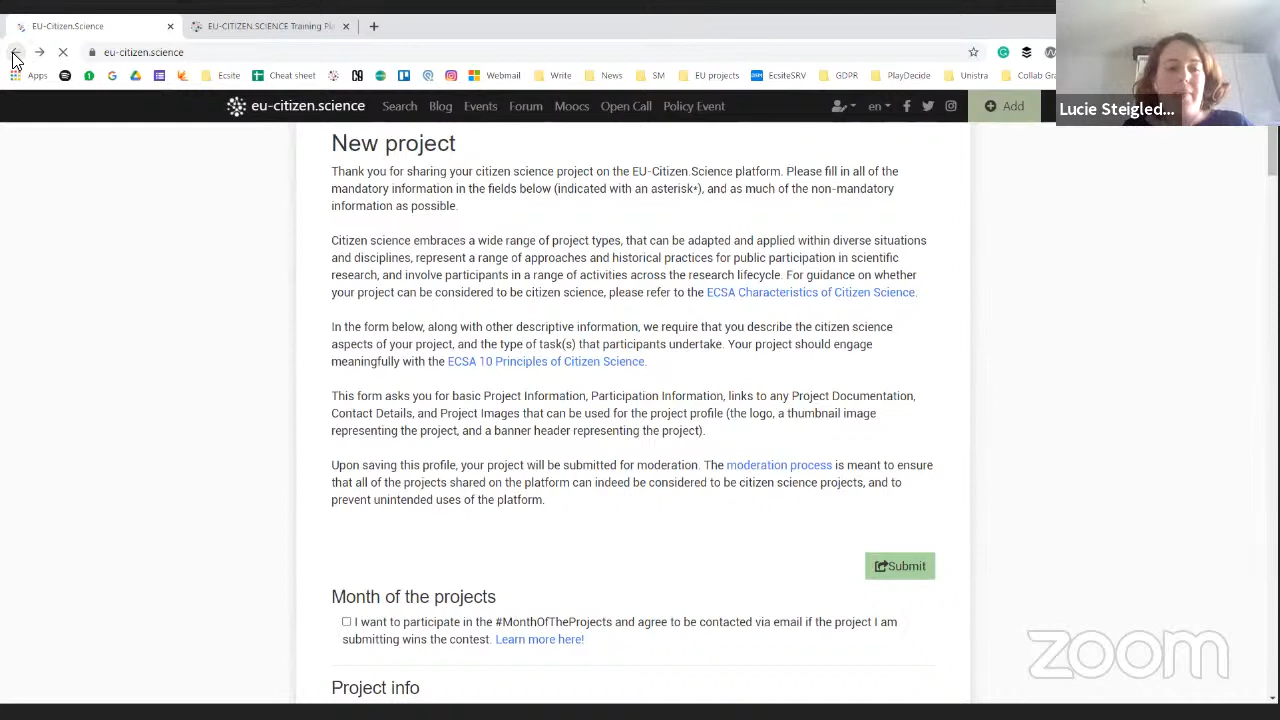 EU-Citizen.Science
EU-CITIZEN.SCIENCE Training Pl
eu-citizen.science
Apps
Ecsite
Cheat sheet
Webmail
Write
News
SM
EU projects
EcsiteSRV
GDPR
PlayDecide
Unistra
Collab Gr
Lucie Steigled...
eu-citizen.science
Search
Blog
Events
Forum
Moocs
Open Call
Policy Event
en
Add
New project
Thank you for sharing your citizen science project on the EU-Citizen.Science platform. Please fill in all of the
mandatory information in the fields below (indicated with an asterisk*), and as much of the non-mandatory
information as possible.
Citizen science embraces a wide range of project types, that can be adapted and applied within diverse situations
and disciplines, represent a range of approaches and historical practices for public participation in scientific
research, and involve participants in a range of activities across the research lifecycle. For guidance on whether
your project can be considered to be citizen science, please refer to the ECSA Characteristics of Citizen Science.
In the form below, along with other descriptive information, we require that you describe the citizen science
aspects of your project, and the type of task(s) that participants undertake. Your project should engage
meaningfully with the ECSA 10 Principles of Citizen Science.
This form asks you for basic Project Information, Participation Information, links to any Project Documentation,
Contact Details, and Project Images that can be used for the project profile (the logo, a thumbnail image
representing the project, and a banner header representing the project).
Upon saving this profile, your project will be submitted for moderation. The moderation process is meant to ensure
that all of the projects shared on the platform can indeed be considered to be citizen science projects, and to
prevent unintended uses of the platform.
Submit
Month of the projects
I want to participate in the #MonthOfTheProjects and agree to be contacted via email if the project I am
submitting wins the contest. Learn more here!
Project info
zoom